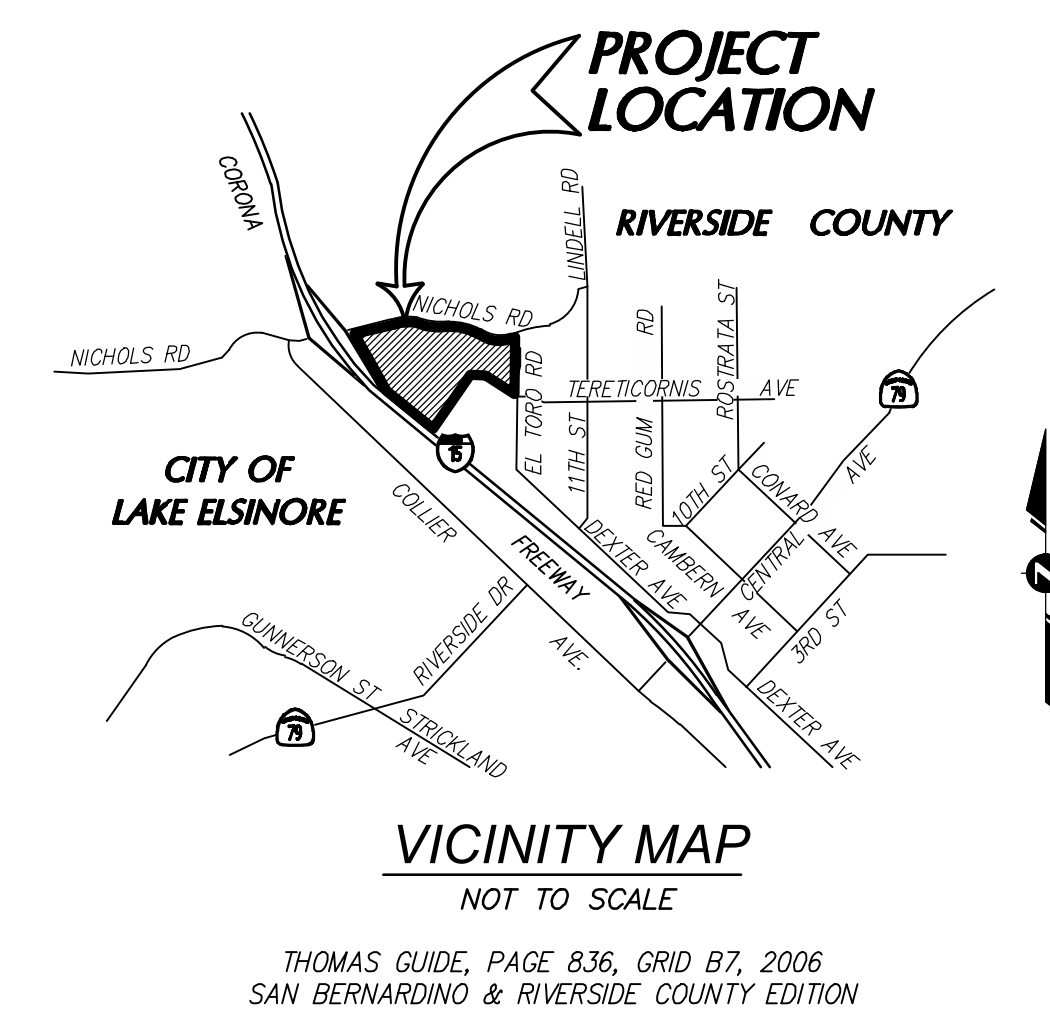 PROJECT
LOCATION
CORONA
LINDELL RD
RIVERSIDE COUNTY
NICHOLS RD
NICHOLS RD
ROSTRATA ST
RED GUM RD
EL TORO RD
11TH ST
TERETICORNIS AVE
79
15
CITY OF
LAKE ELSINORE
COLLIER AVE.
FREEWAY
10TH ST
CONARD AVE
CENTRAL AVE
DEXTER AVE
CAMBERN AVE
3RD ST
RIVERSIDE DR
GUNNERSON ST
STRICKLAND
AVE
79
DEXTER AVE
VICINITY MAP
NOT TO SCALE
THOMAS GUIDE, PAGE 836, GRID B7, 2006
SAN BERNARDINO & RIVERSIDE COUNTY EDITION